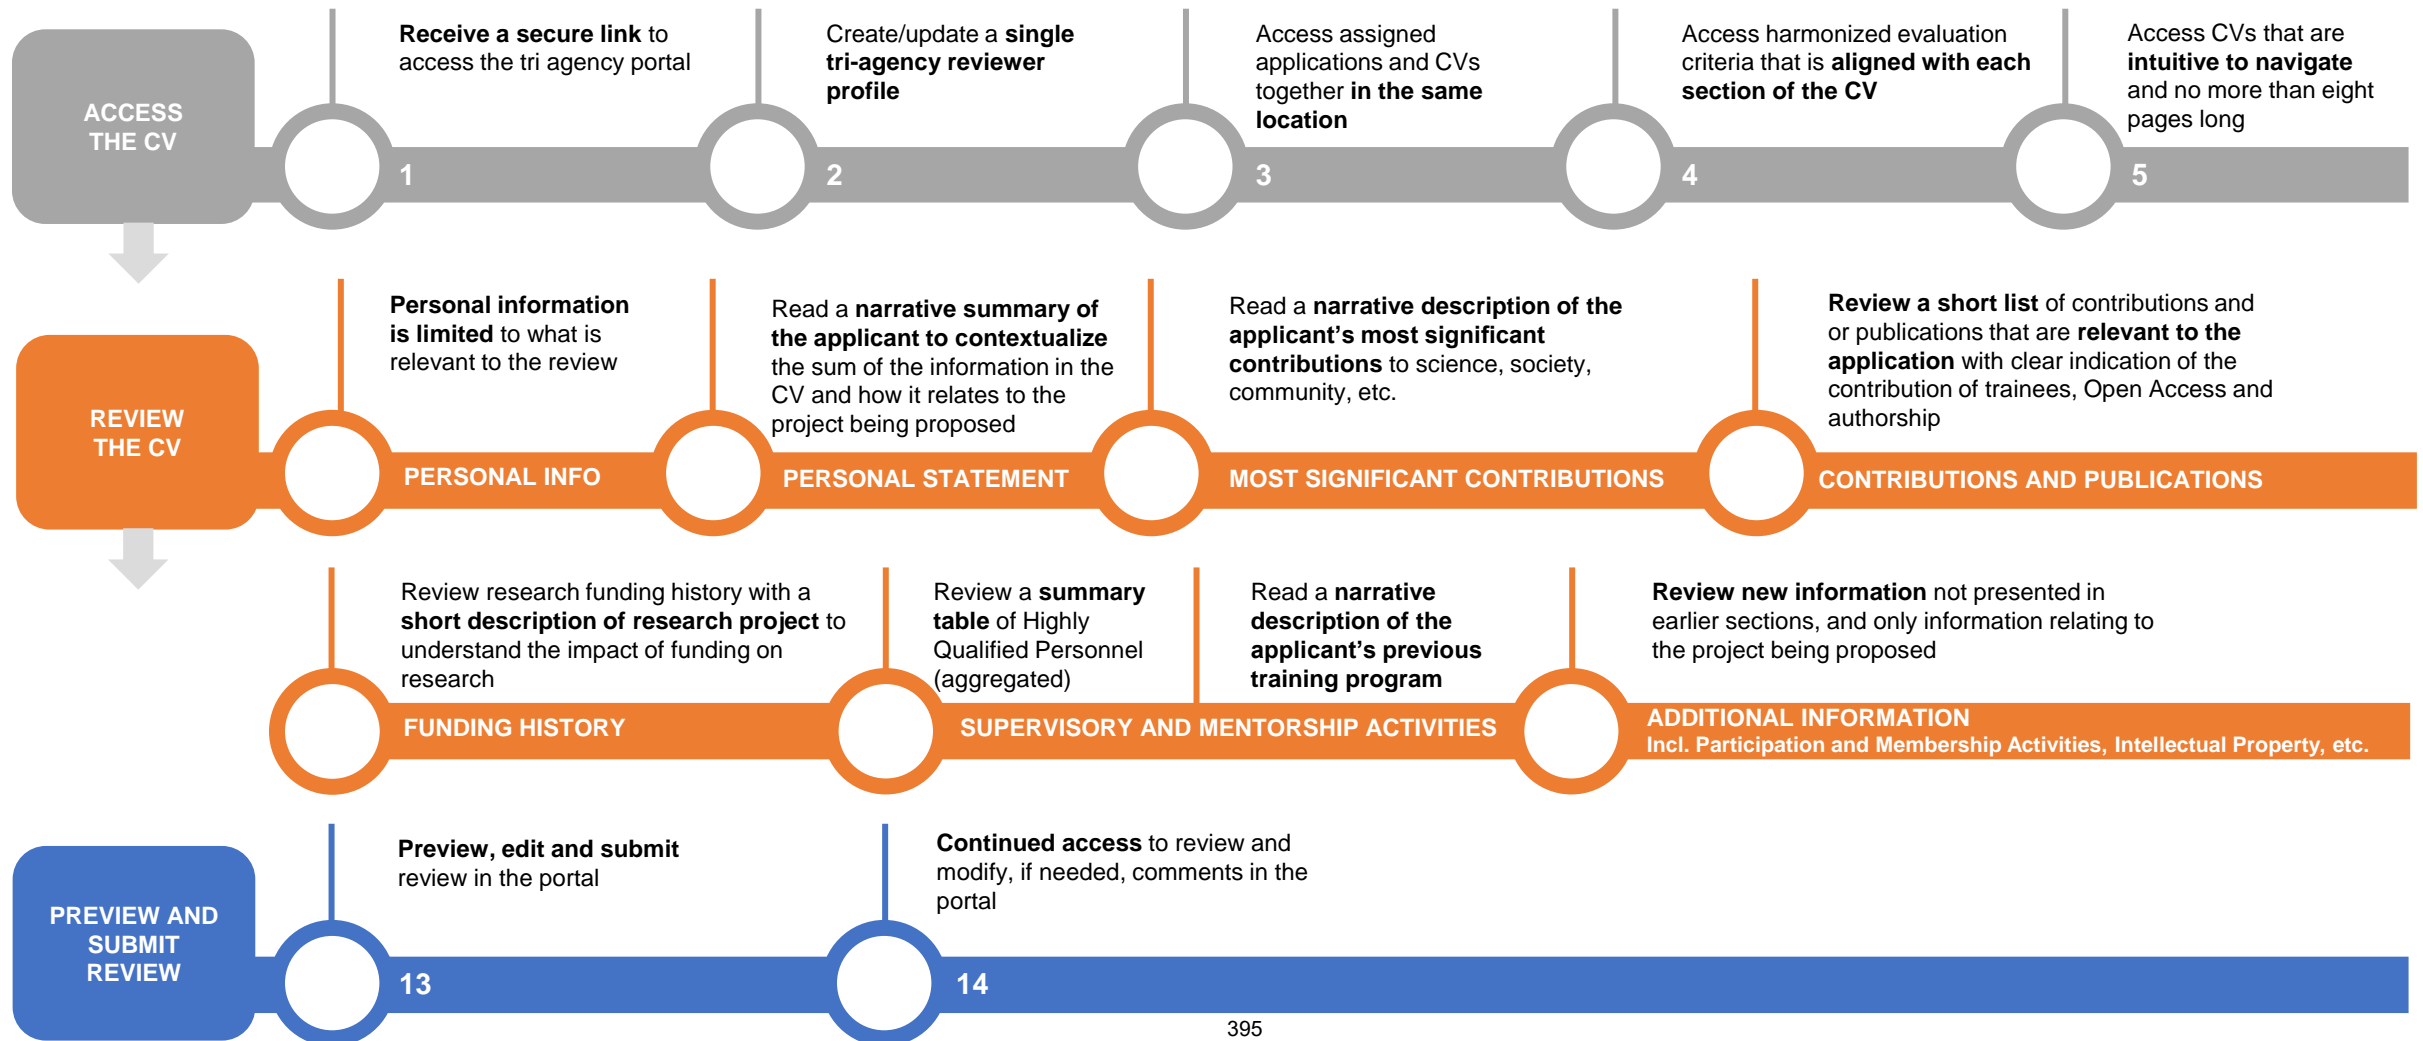 ACCESS
THE CV
Receive a secure link to
access the tri agency portal
1
Create/update a single
tri-agency reviewer
profile
2
Access assigned
applications and CVs
together in the same
location
3
Access harmonized evaluation
criteria that is aligned with each
section of the CV
4
Access CVs that are
intuitive to navigate
and no more than eight
pages long
5
REVIEW
THE CV
Personal information
is limited to what is
relevant to the review
PERSONAL INFO
Read a narrative summary of
the applicant to contextualize
the sum of the information in the
CV and how it relates to the
project being proposed
PERSONAL STATEMENT
Read a narrative description of the
applicant’s most significant
contributions to science, society,
community, etc.
MOST SIGNIFICANT CONTRIBUTIONS
Review a short list of contributions and
or publications that are relevant to the
application with clear indication of the
contribution of trainees, Open Access and
authorship
CONTRIBUTIONS AND PUBLICATIONS
Review research funding history with a
short description of research project to
understand the impact of funding on
research
FUNDING HISTORY
Review a summary
table of Highly
Qualified Personnel
(aggregated)
Read a narrative
description of the
applicant’s previous
training program
SUPERVISORY AND MENTORSHIP ACTIVITIES
Review new information not presented in
earlier sections, and only information relating to
the project being proposed
ADDITIONAL INFORMATION
Incl. Participation and Membership Activities, Intellectual Property, etc.
PREVIEW AND
SUBMIT
REVIEW
Preview, edit and submit
review in the portal
13
Continued access to review and
modify, if needed, comments in the
portal
14
395